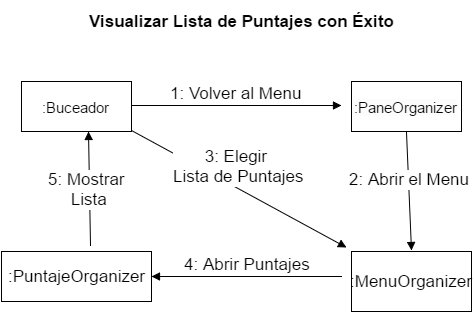 Visualizar Lista de Puntajes con Éxito
1: Volver al Menu
:Buceador
:PaneOrganizer
3: Elegir
Lista de Puntajes
2: Abrir el Menu
5: Mostrar
Lista
4: Abrir Puntajes
:PuntajeOrganizer
:MenuOrganizer